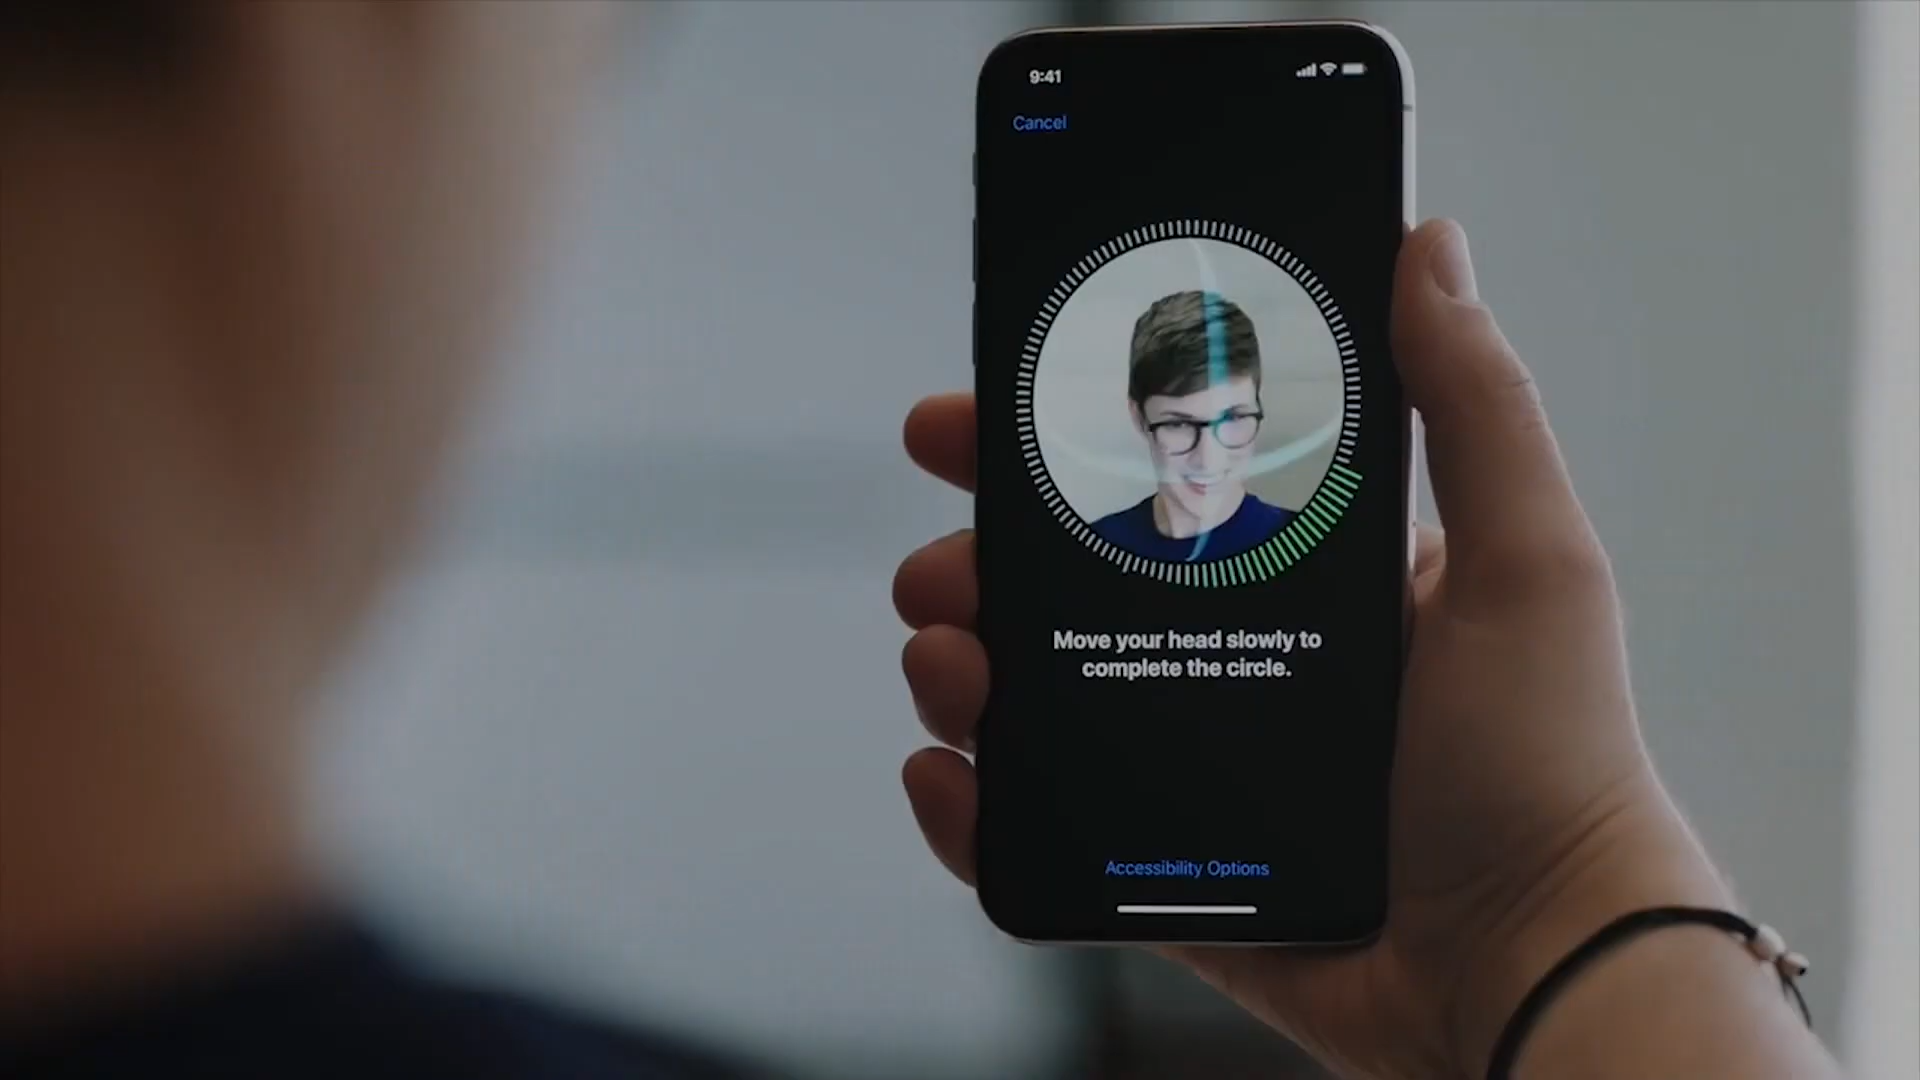 9:41
Cancel
Move your head slowly to
complete the circle.
Accessibility Options